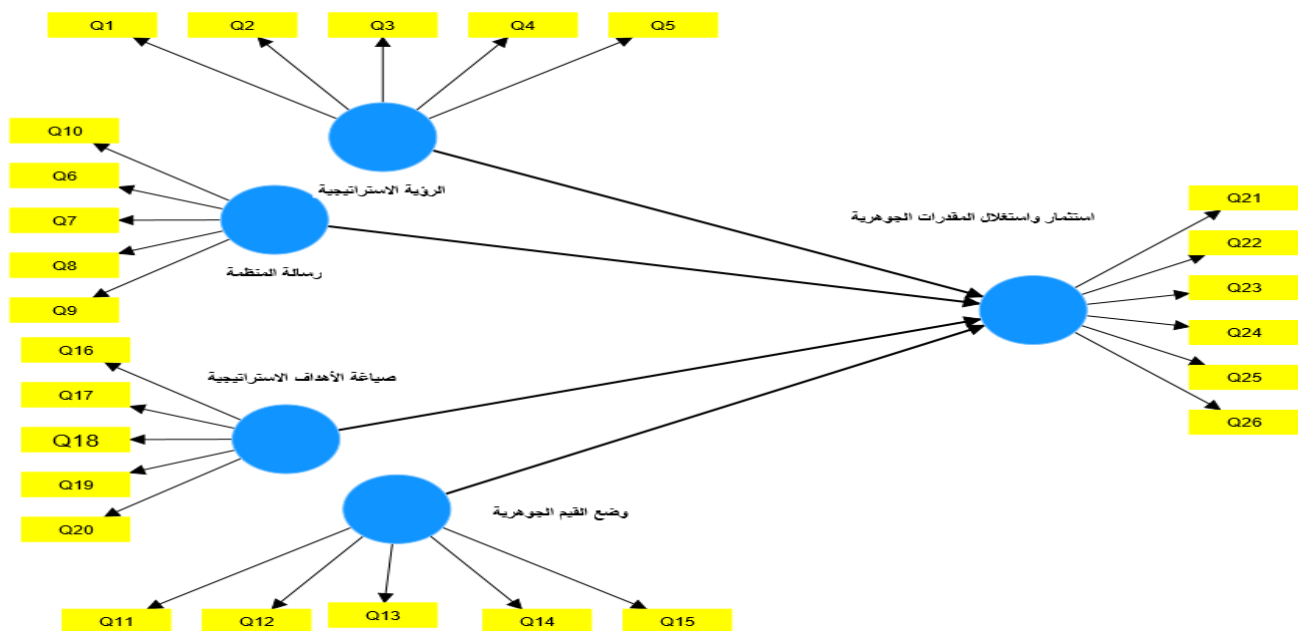 Q1
Q2
Q3
Q4
Q5
Q10
Q6
Q7
Q8
Q9
الرؤية الاستراتيجية
رسالة المنظمة
استثمار واستغلال المقدرات الجوهرية
Q21
Q22
Q23
Q24
Q25
Q26
Q16
Q17
Q18
Q19
Q20
صياغة الأهداف الاستراتيجية
وضع القيم الجوهرية
Q11
Q12
Q13
Q14
Q15